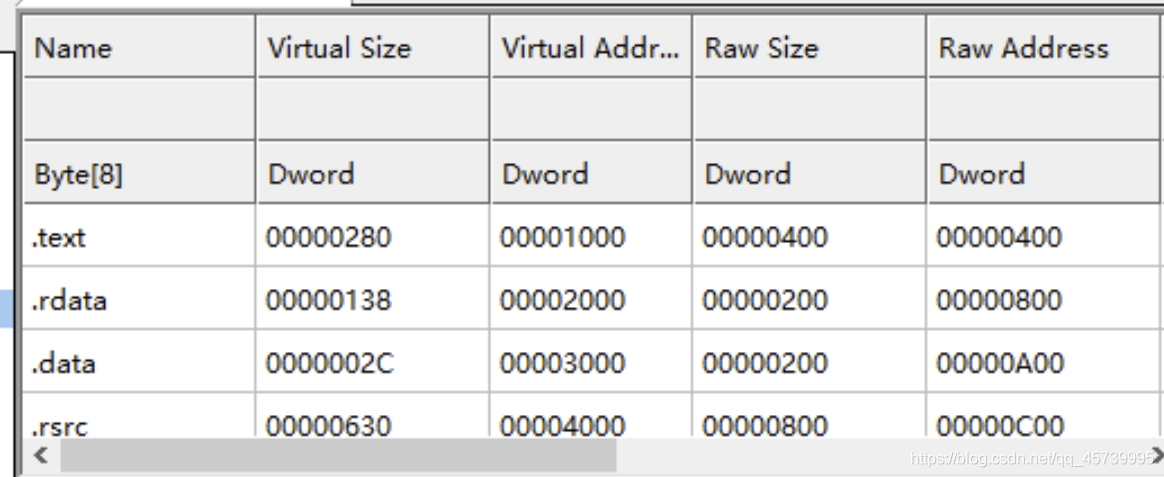 Name Virtual Size Virtual Addr... Raw Size Raw Address
Byte[8] Dword Dword Dword Dword
.text 00000280 00001000 00000400 00000400
.rdata 00000138 00002000 00000200 00000800
.data 0000002C 00003000 00000200 00000A00
.rsrc 00000630 00004000 00000800 00000C00
https://blog.csdn.net/qq_45739995